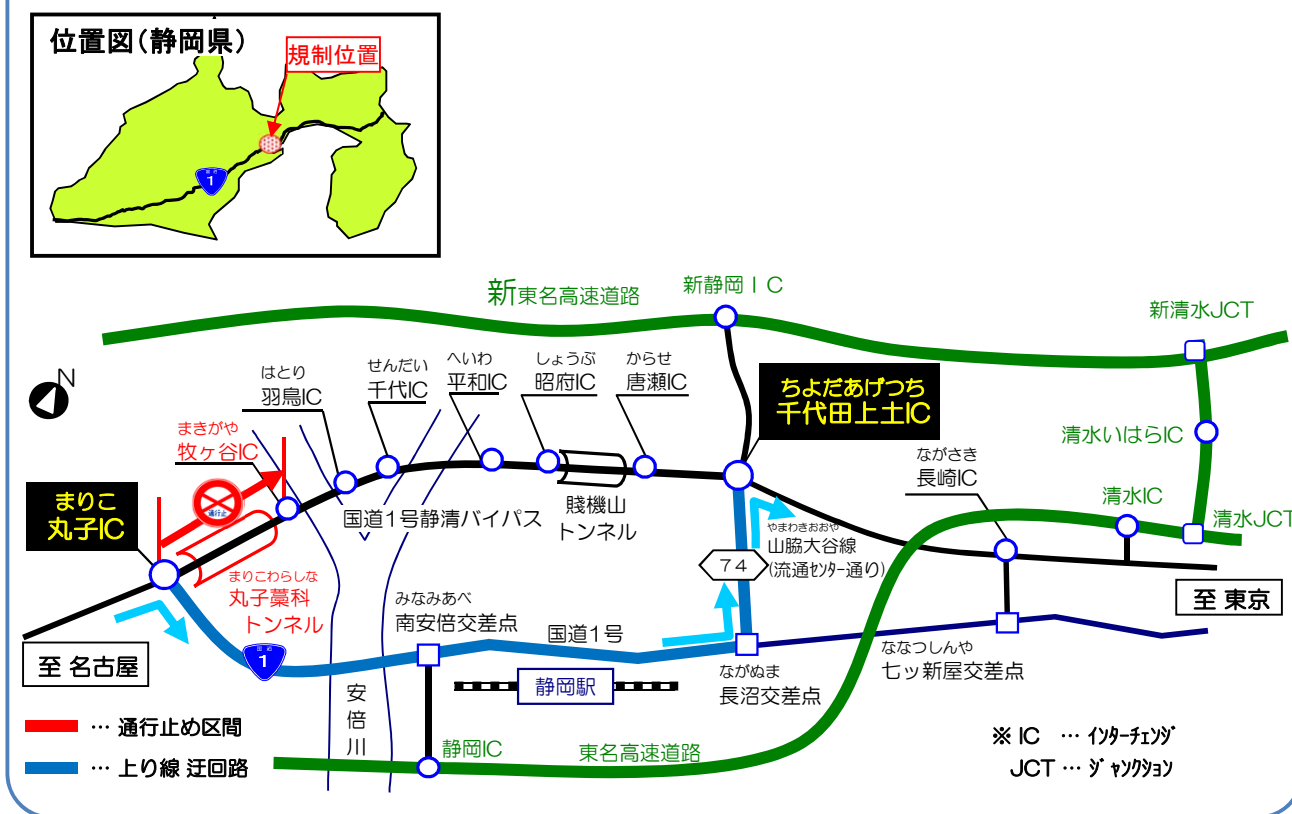 位置図(静岡県)
規制位置
1
新東名高速道路
新静岡IC
新清水JCT
N
はとり
羽鳥IC
せんだい
千代IC
へいわ
平和IC
しょうぶ
昭府IC
からせ
唐瀬IC
ちよだあげつち
千代田上土IC
清水いはらIC
まきがや
牧ヶ谷IC
ながさき
長崎IC
清水IC
清水JCT
まりこ
丸子IC
通行止
国道1号静清バイパス
賤機山
トンネル
やまわきおおや
山脇大谷線
(流通センター通り)
74
まりこわらしな
丸子藁科
トンネル
至 東京
みなみあべ
南安倍交差点
国道1号
至 名古屋
国道
1
静岡駅
ながぬま
長沼交差点
ななつしんや
七ッ新屋交差点
安倍川
… 通行止め区間
… 上り線 迂回路
静岡IC
東名高速道路
※ IC … インターチェンジ
JCT … ジャンクション